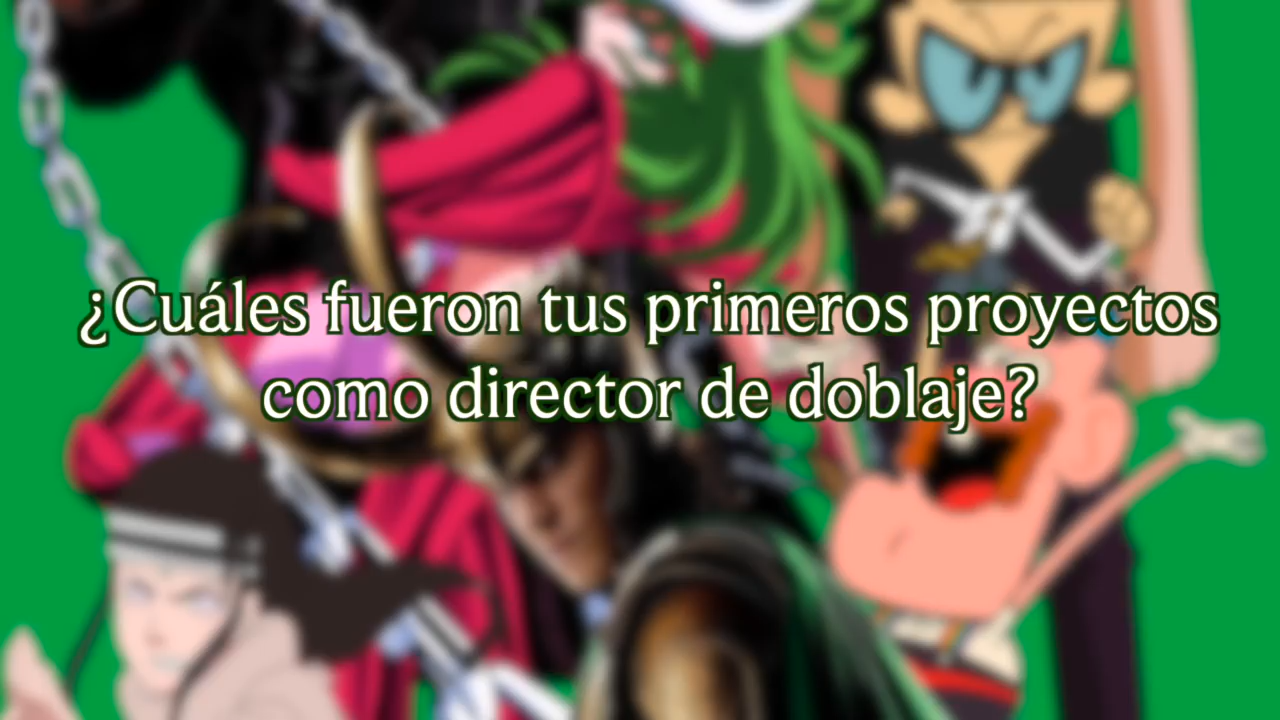 ¿Cuáles fueron tus primeros proyectos
como director de doblaje?